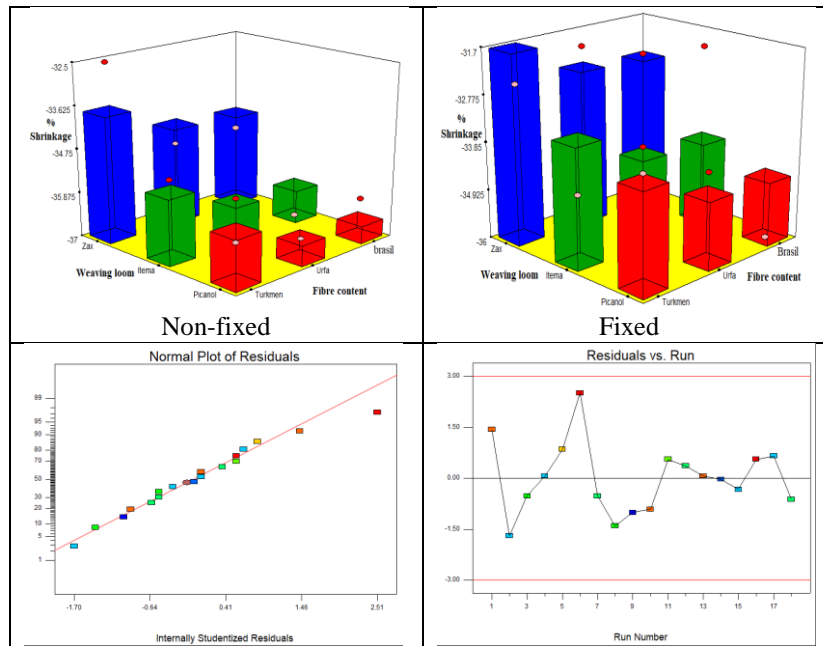 -32.5
-33.625
%
Shrinkage
-34.75
-35.875
-37
Zax
Weaving loom
Itema
Picanol
Turkmen
Urfa
Fibre content
brasil
Non-fixed
-31.7
-32.775
%
Shrinkage
-33.85
-34.925
-36
Zax
Weaving loom
Itema
Picanol
Turkmen
Urfa
Fibre content
Brasil
Fixed
Normal Plot of Residuals
99
95
90
80
70
50
30
20
10
5
1
-1.70
-0.64
0.41
1.46
2.51
Internally Studentized Residuals
Residuals vs. Run
3.00
1.50
0.00
-1.50
-3.00
1
3
5
7
9
11
13
15
17
Run Number